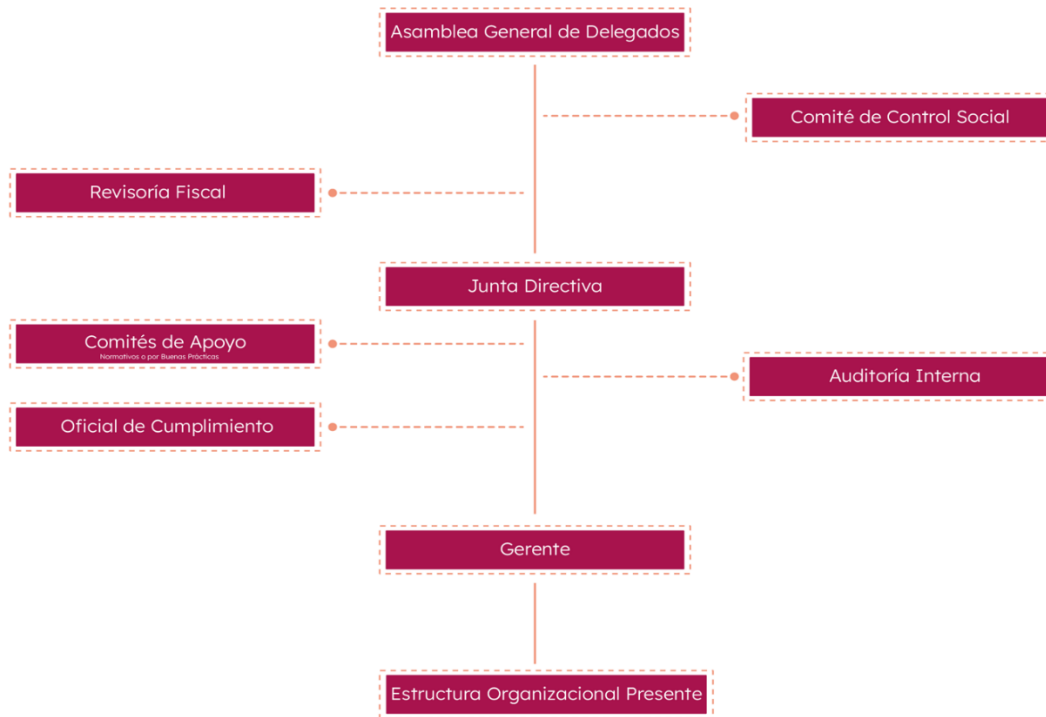 Asamblea General de Delegados
Comité de Control Social
Revisoría Fiscal
Junta Directiva
Comités de Apoyo
Normativos o por Buenas Prácticas
Auditoría Interna
Oficial de Cumplimiento
Gerente
Estructura Organizacional Presente